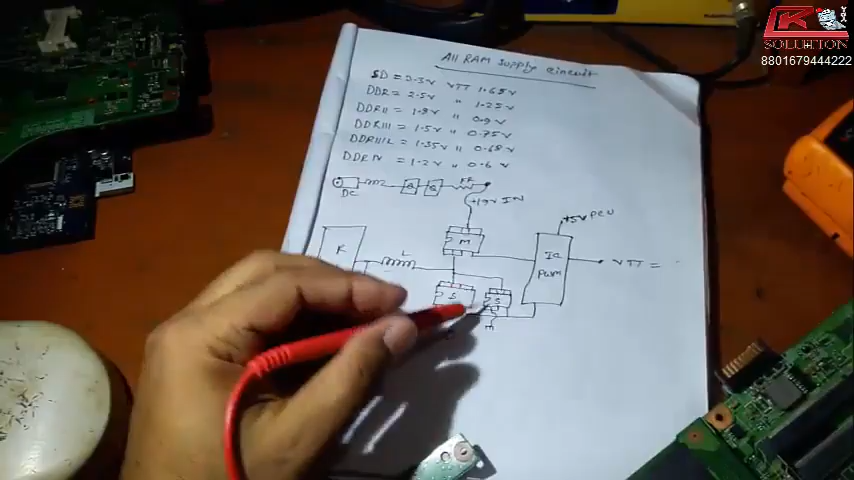 CK
SOLUTION
8801679444222
All RAM Supply circuit
SD = 3.3v VTT 1.65v
DDR = 2.5v " 1.25v
DDRII = 1.8v " 0.9v
DDRIII = 1.5v " 0.75v
DDRIIIL = 1.35v " 0.68v
DDRIV = 1.2v " 0.6v
DC
+19v IN
+5v
M
R
L
IC
PWM
VTT =
S
S